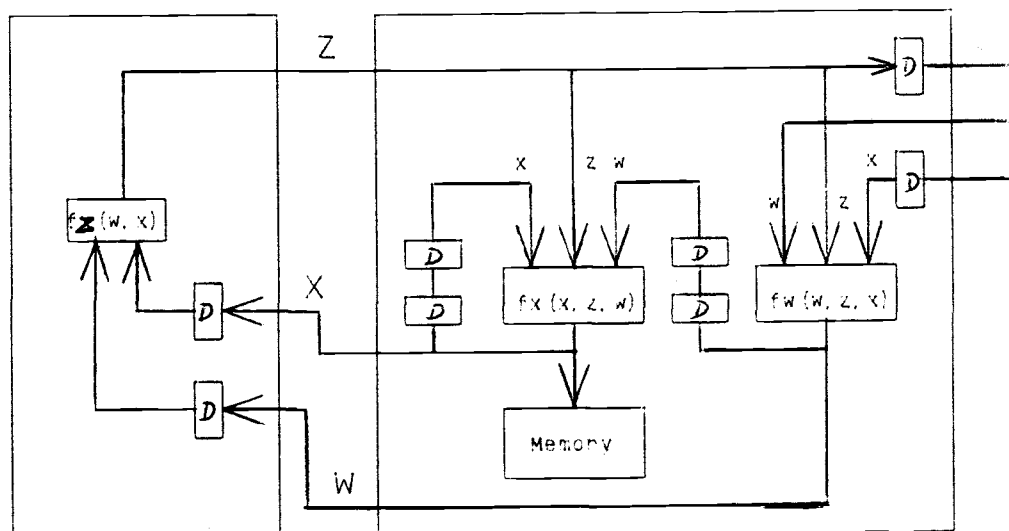 Z
D
X Z W
X
D
W Z
fz(w, x)
D D
fx(x, z, w) fw(w, z, x)
X
D D D
D
Memory
W